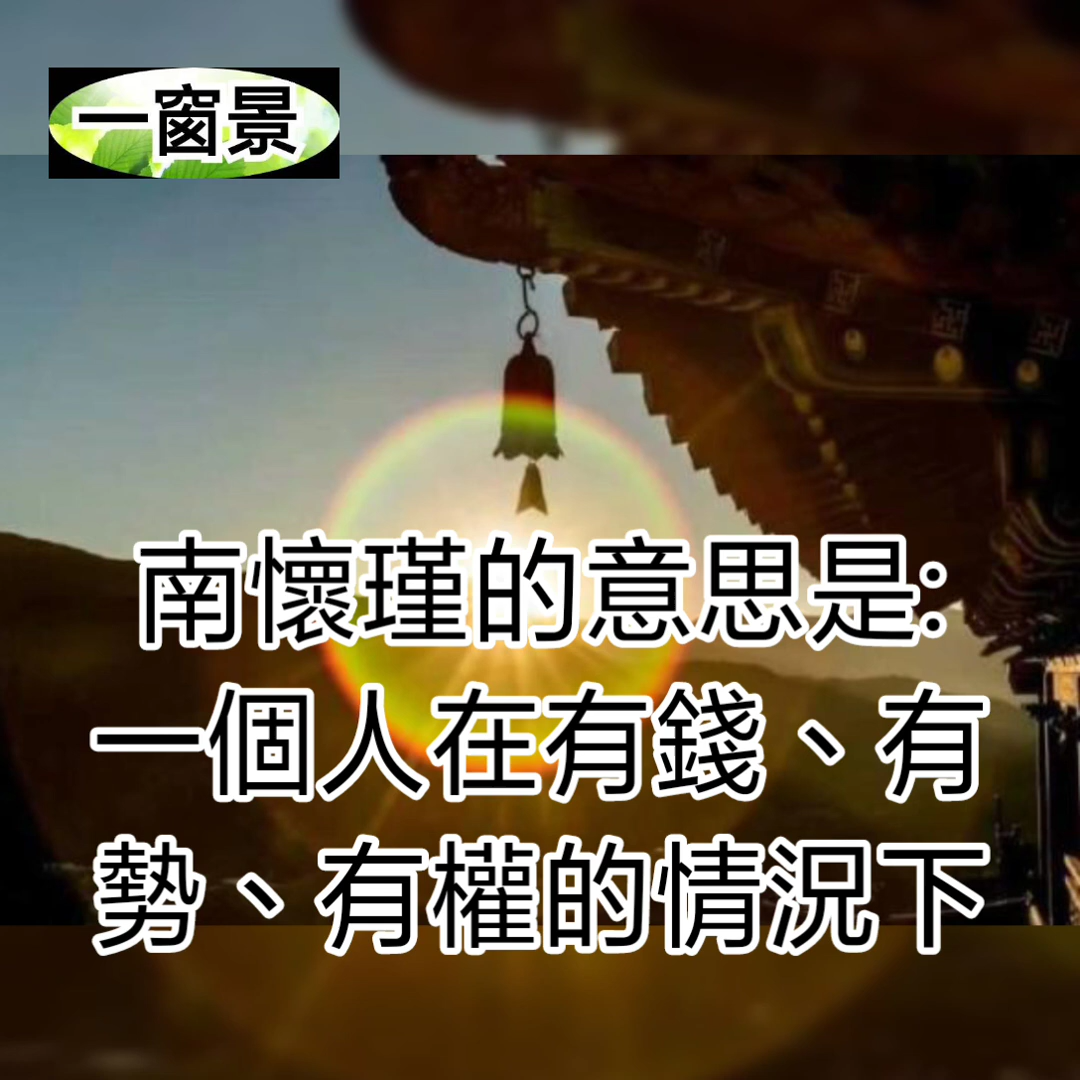 一窗景
南懷瑾的意思是:
一個人在有錢、有
勢、有權的情況下